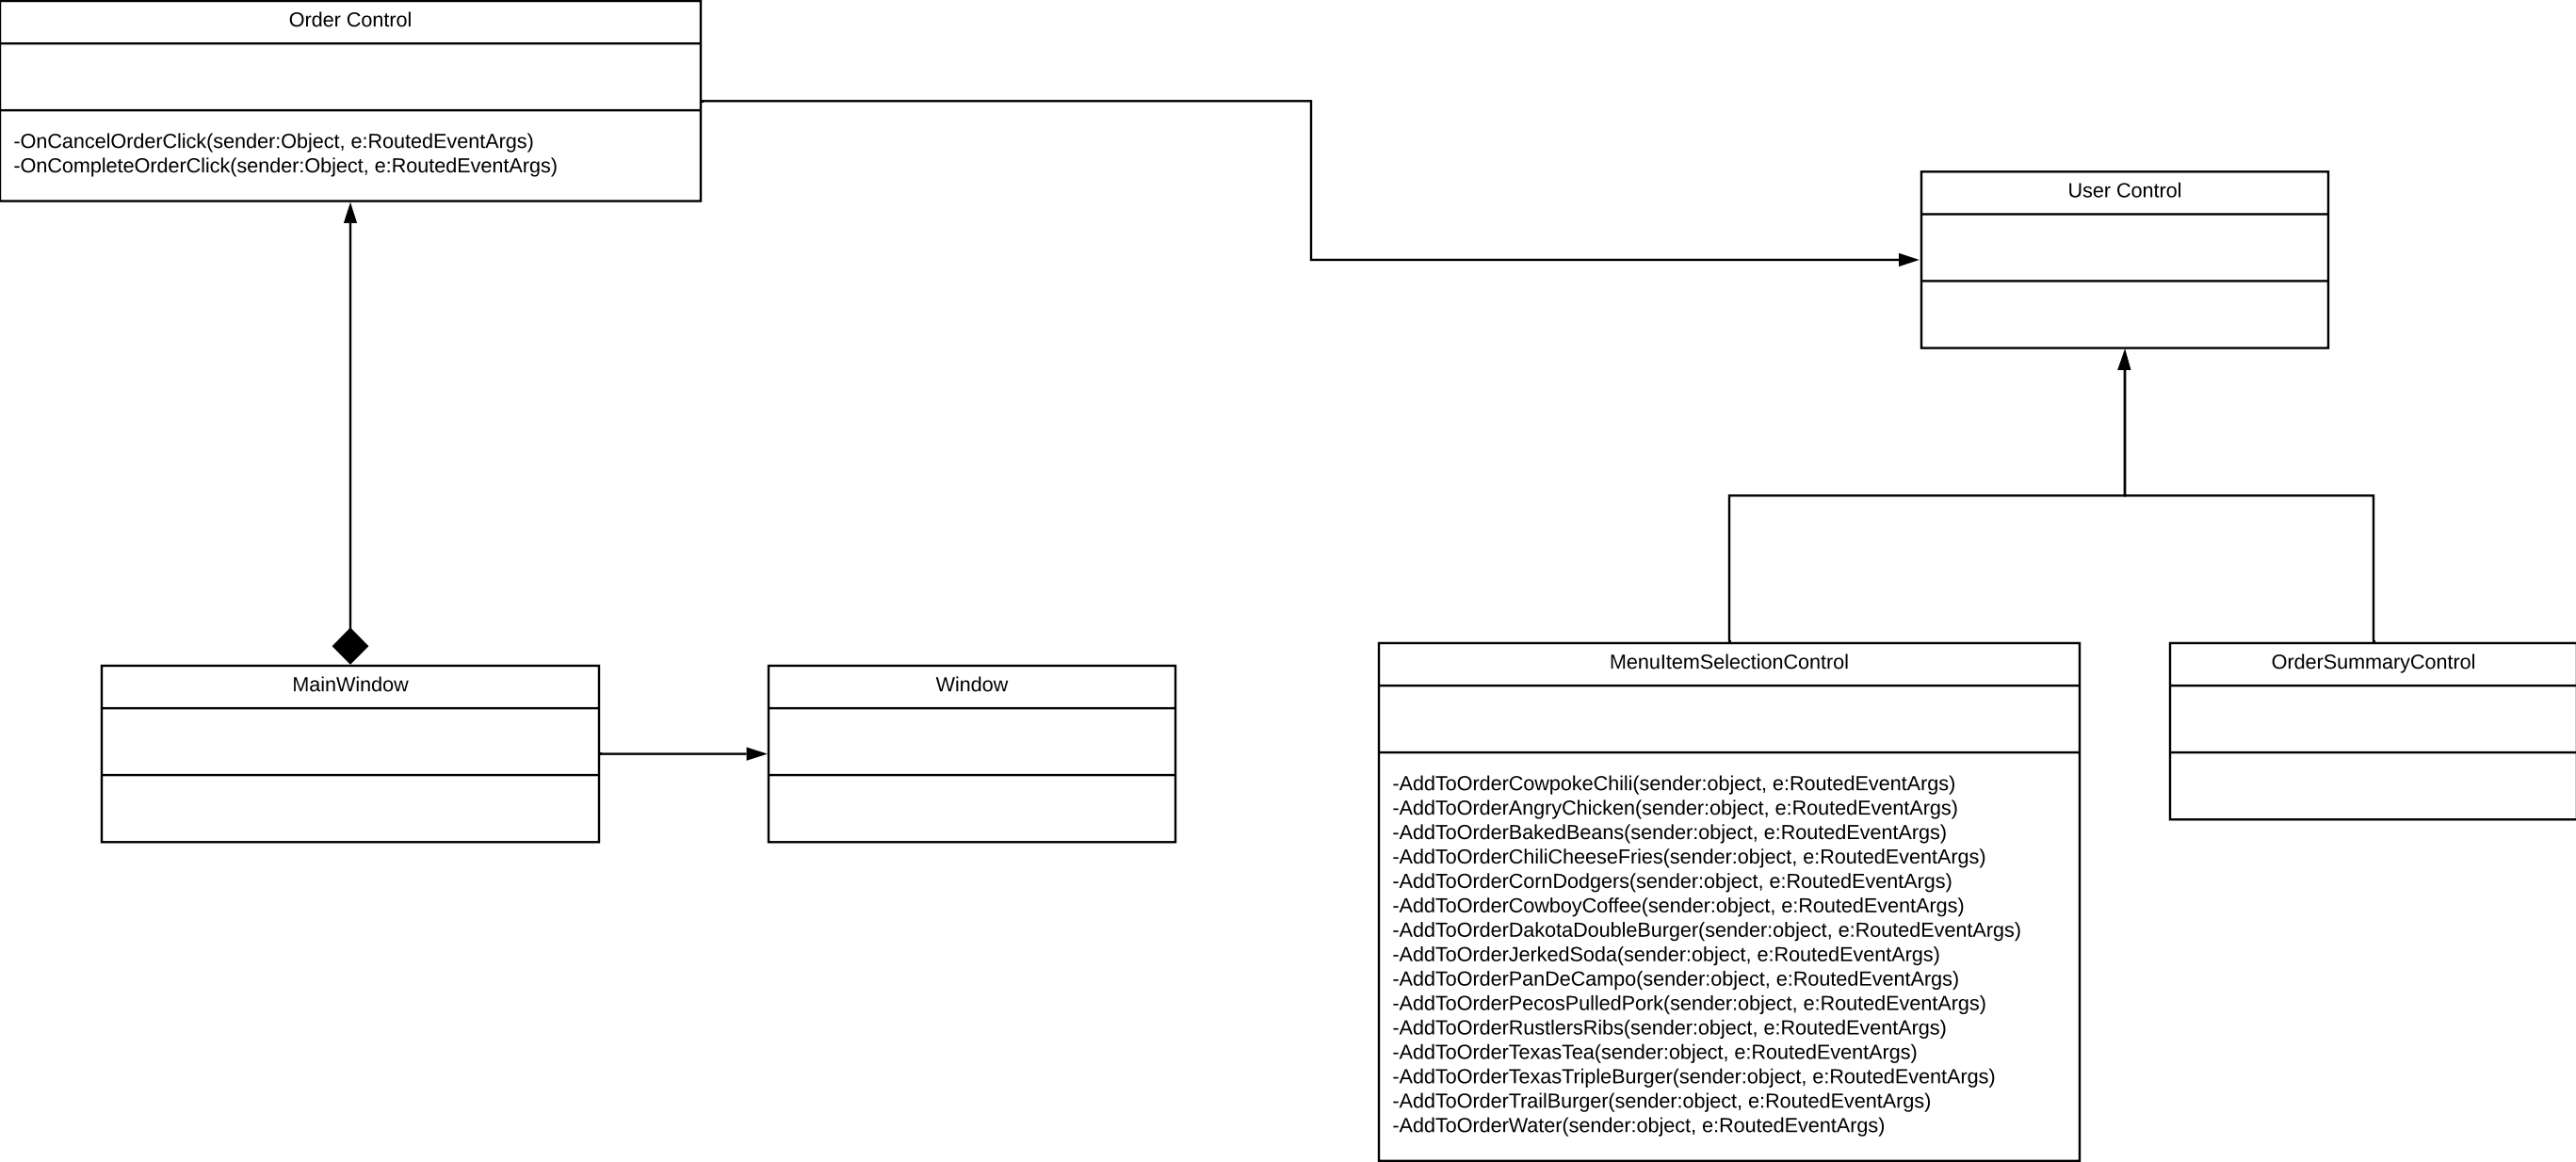 Order Control
-OnCancelOrderClick(sender:Object, e:RoutedEventArgs)
-OnCompleteOrderClick(sender:Object, e:RoutedEventArgs)
User Control
MainWindow
Window
MenuItemSelectionControl
-AddToOrderCowpokeChili(sender:object, e:RoutedEventArgs)
-AddToOrderAngryChicken(sender:object, e:RoutedEventArgs)
-AddToOrderBakedBeans(sender:object, e:RoutedEventArgs)
-AddToOrderChiliCheeseFries(sender:object, e:RoutedEventArgs)
-AddToOrderCornDodgers(sender:object, e:RoutedEventArgs)
-AddToOrderCowboyCoffee(sender:object, e:RoutedEventArgs)
-AddToOrderDakotaDoubleBurger(sender:object, e:RoutedEventArgs)
-AddToOrderJerkedSoda(sender:object, e:RoutedEventArgs)
-AddToOrderPanDeCampo(sender:object, e:RoutedEventArgs)
-AddToOrderPecosPulledPork(sender:object, e:RoutedEventArgs)
-AddToOrderRustlersRibs(sender:object, e:RoutedEventArgs)
-AddToOrderTexasTea(sender:object, e:RoutedEventArgs)
-AddToOrderTexasTripleBurger(sender:object, e:RoutedEventArgs)
-AddToOrderTrailBurger(sender:object, e:RoutedEventArgs)
-AddToOrderWater(sender:object, e:RoutedEventArgs)
OrderSummaryControl